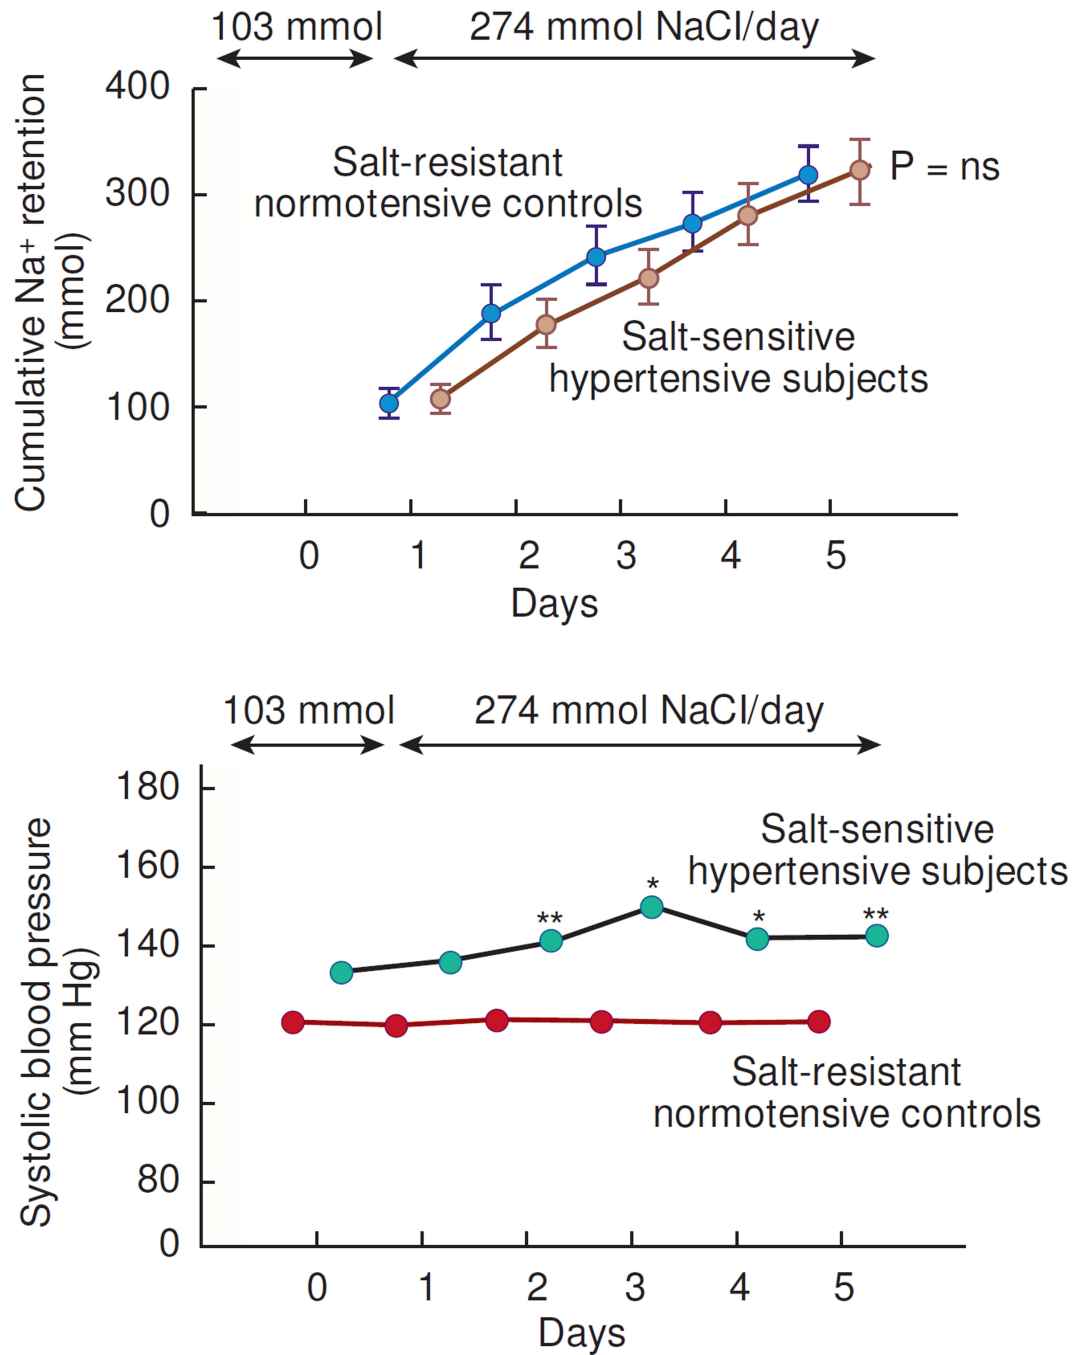 103 mmol
274 mmol NaCl/day
400
300
200
100
0
Cumulative Na⁺ retention
(mmol)
Salt-resistant
normotensive controls
P = ns
Salt-sensitive
hypertensive subjects
0 1 2 3 4 5
Days
103 mmol
274 mmol NaCl/day
180
160
140
120
100
80
0
Systolic blood pressure
(mm Hg)
Salt-sensitive
hypertensive subjects
** * * **
Salt-resistant
normotensive controls
0 1 2 3 4 5
Days